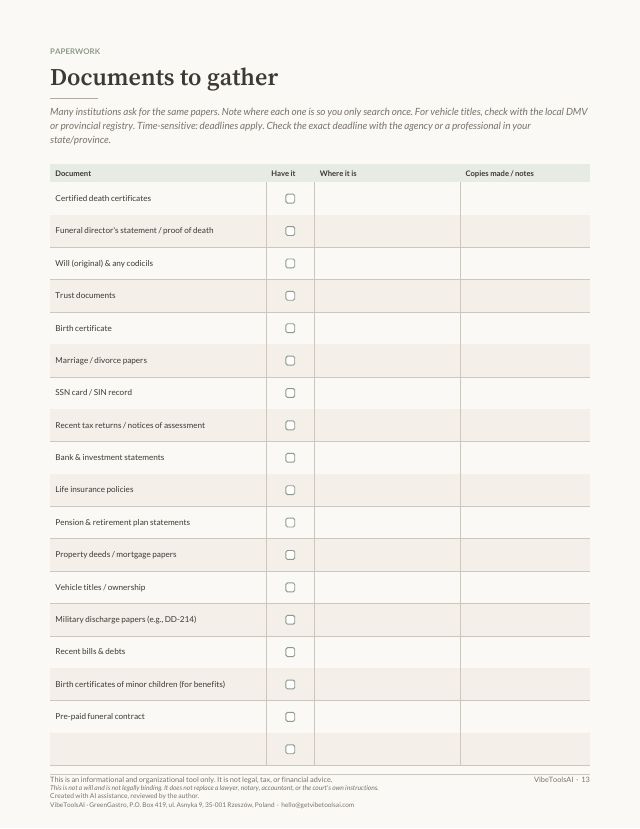 PAPERWORK
Documents to gather
Many institutions ask for the same papers. Note where each one is so you only search once. For vehicle titles, check with the local DMV
or provincial registry. Time-sensitive: deadlines apply. Check the exact deadline with the agency or a professional in your
state/province.
Document Have it Where it is Copies made / notes
Certified death certificates
Funeral director's statement / proof of death
Will (original) & any codicils
Trust documents
Birth certificate
Marriage / divorce papers
SSN card / SIN record
Recent tax returns / notices of assessment
Bank & investment statements
Life insurance policies
Pension & retirement plan statements
Property deeds / mortgage papers
Vehicle titles / ownership
Military discharge papers (e.g., DD-214)
Recent bills & debts
Birth certificates of minor children (for benefits)
Pre-paid funeral contract
This is an informational and organizational tool only. It is not legal, tax, or financial advice. VibeToolsAI · 13
This is not a will and is not legally binding. It does not replace a lawyer, notary, accountant, or the court's own instructions.
Created with AI assistance, reviewed by the author.
VibeToolsAI · GreenGastro, P.O. Box 419, ul. Asnyka 9, 35-001 Rzeszów, Poland · hello@getvibetoolsai.com